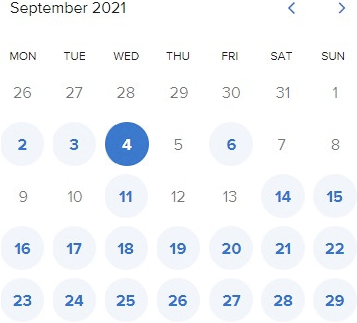 September 2021
MON TUE WED THU FRI SAT SUN
26 27 28 29 30 31 1
2 3 4 5 6 7 8
9 10 11 12 13 14 15
16 17 18 19 20 21 22
23 24 25 26 27 28 29